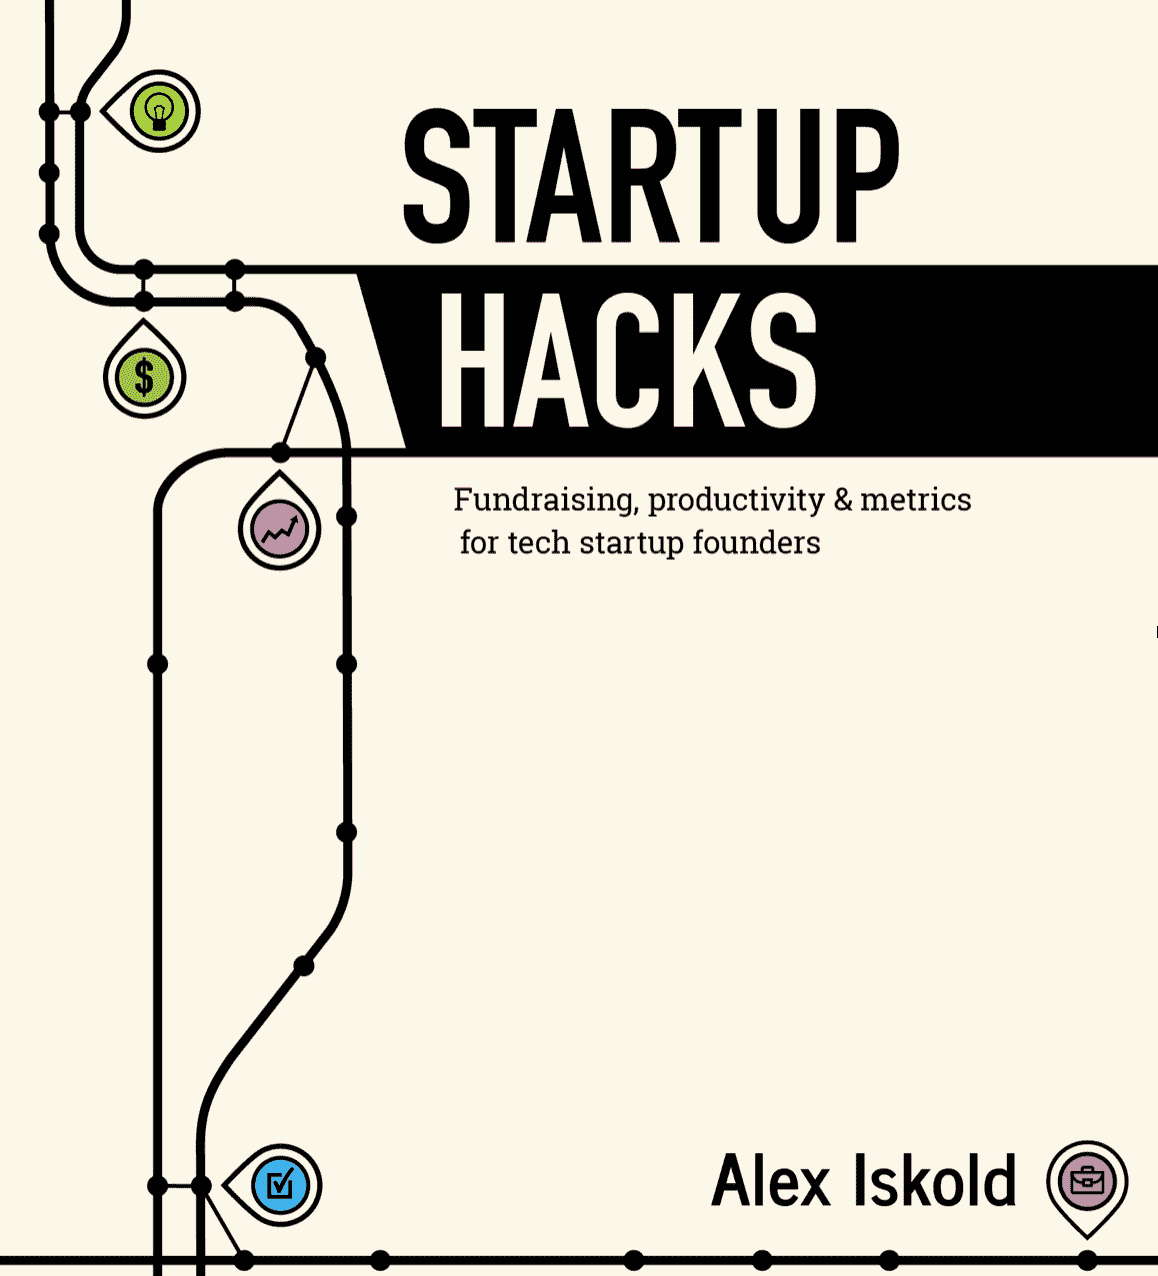 STARTUP
HACKS
Fundraising, productivity & metrics
for tech startup founders
Alex Iskold
$